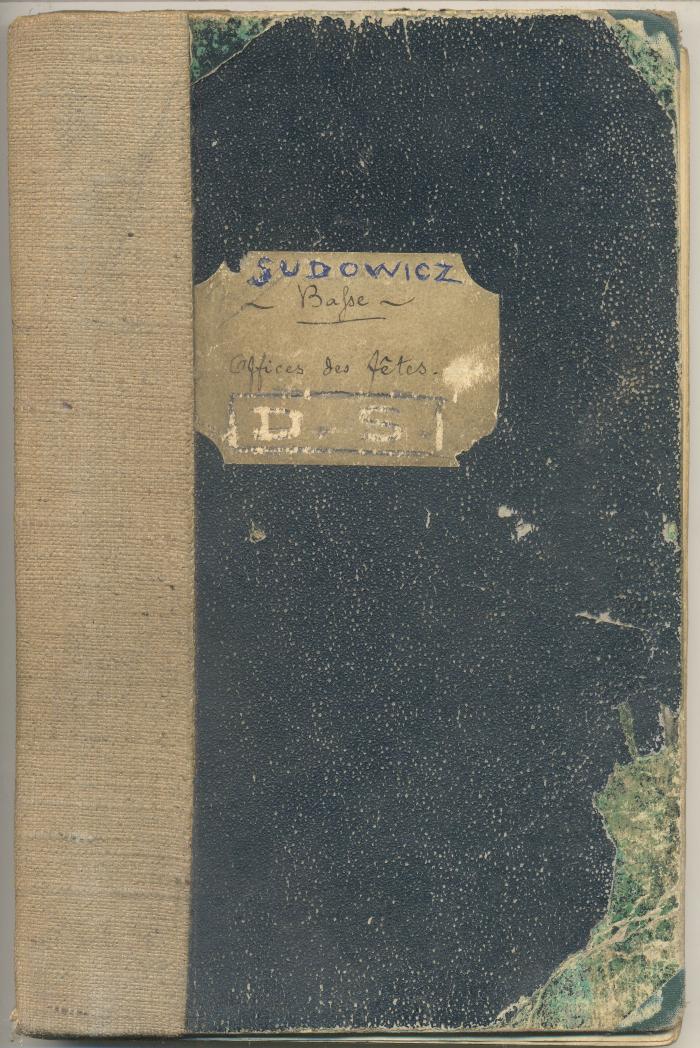 SUDOWICZ
~ Baſse ~
Offices des fêtes.
D. S.